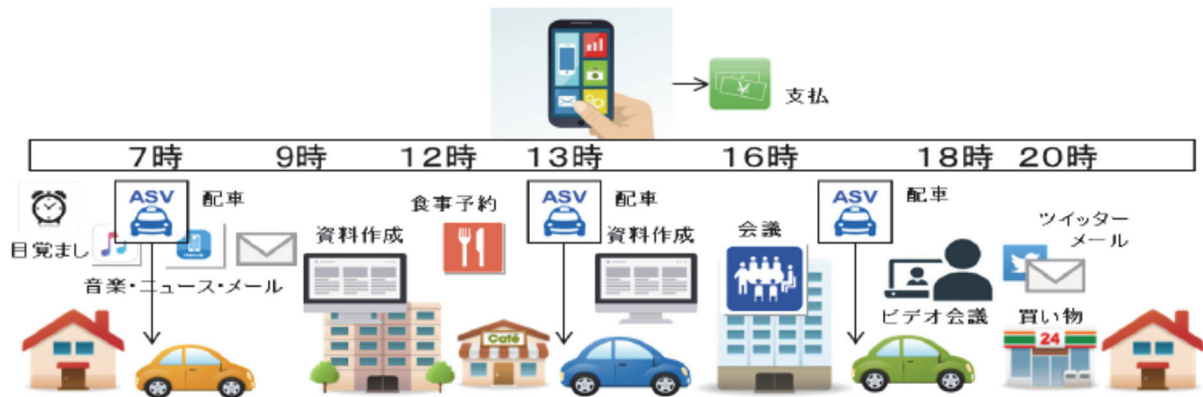 ¥
支払
7時 9時 12時 13時 16時 18時 20時
ASV
配車
ASV
配車
ASV
配車
目覚まし
音楽・ニュース・メール
資料作成
食事予約
資料作成
会議
ビデオ会議
ツイッター
メール
買い物
Café
24